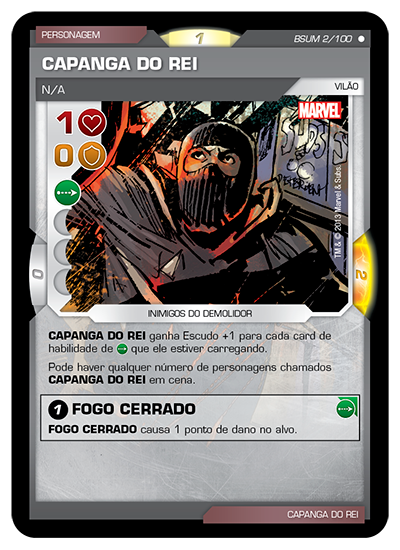 PERSONAGEM
1
BSUM 2/100
CAPANGA DO REI
N/A
VILÃO
1
MARVEL
0
TM & © 2013 Marvel & Subs.
0
2
INIMIGOS DO DEMOLIDOR
CAPANGA DO REI ganha Escudo +1 para cada card de
habilidade de que ele estiver carregando.
Pode haver qualquer número de personagens chamados
CAPANGA DO REI em cena.
1 FOGO CERRADO
FOGO CERRADO causa 1 ponto de dano no alvo.
CAPANGA DO REI